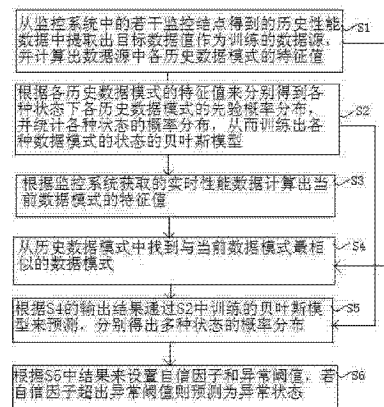 从监控系统中的若干监控结点得到的历史性能
数据中提取出目标数据值作为训练的数据源，
并计算出数据源中各历史数据模式的特征值
S1
根据各历史数据模式的特征值来分别得到各
种状态下各历史数据模式的先验概率分布，
并统计各种状态的概率分布，从而训练出各
种数据模式的状态的贝叶斯模型
S2
根据监控系统获取的实时性能数据计算出当
前数据模式的特征值
S3
从历史数据模式中找到与当前数据模式最相
似的数据模式
S4
根据S4的输出结果通过S2中训练的贝叶斯模
型来预测，分别得出多种状态的概率分布
S5
根据S5中结果来设置自信因子和异常阈值，若
自信因子超出异常阈值则预测为异常状态
S6